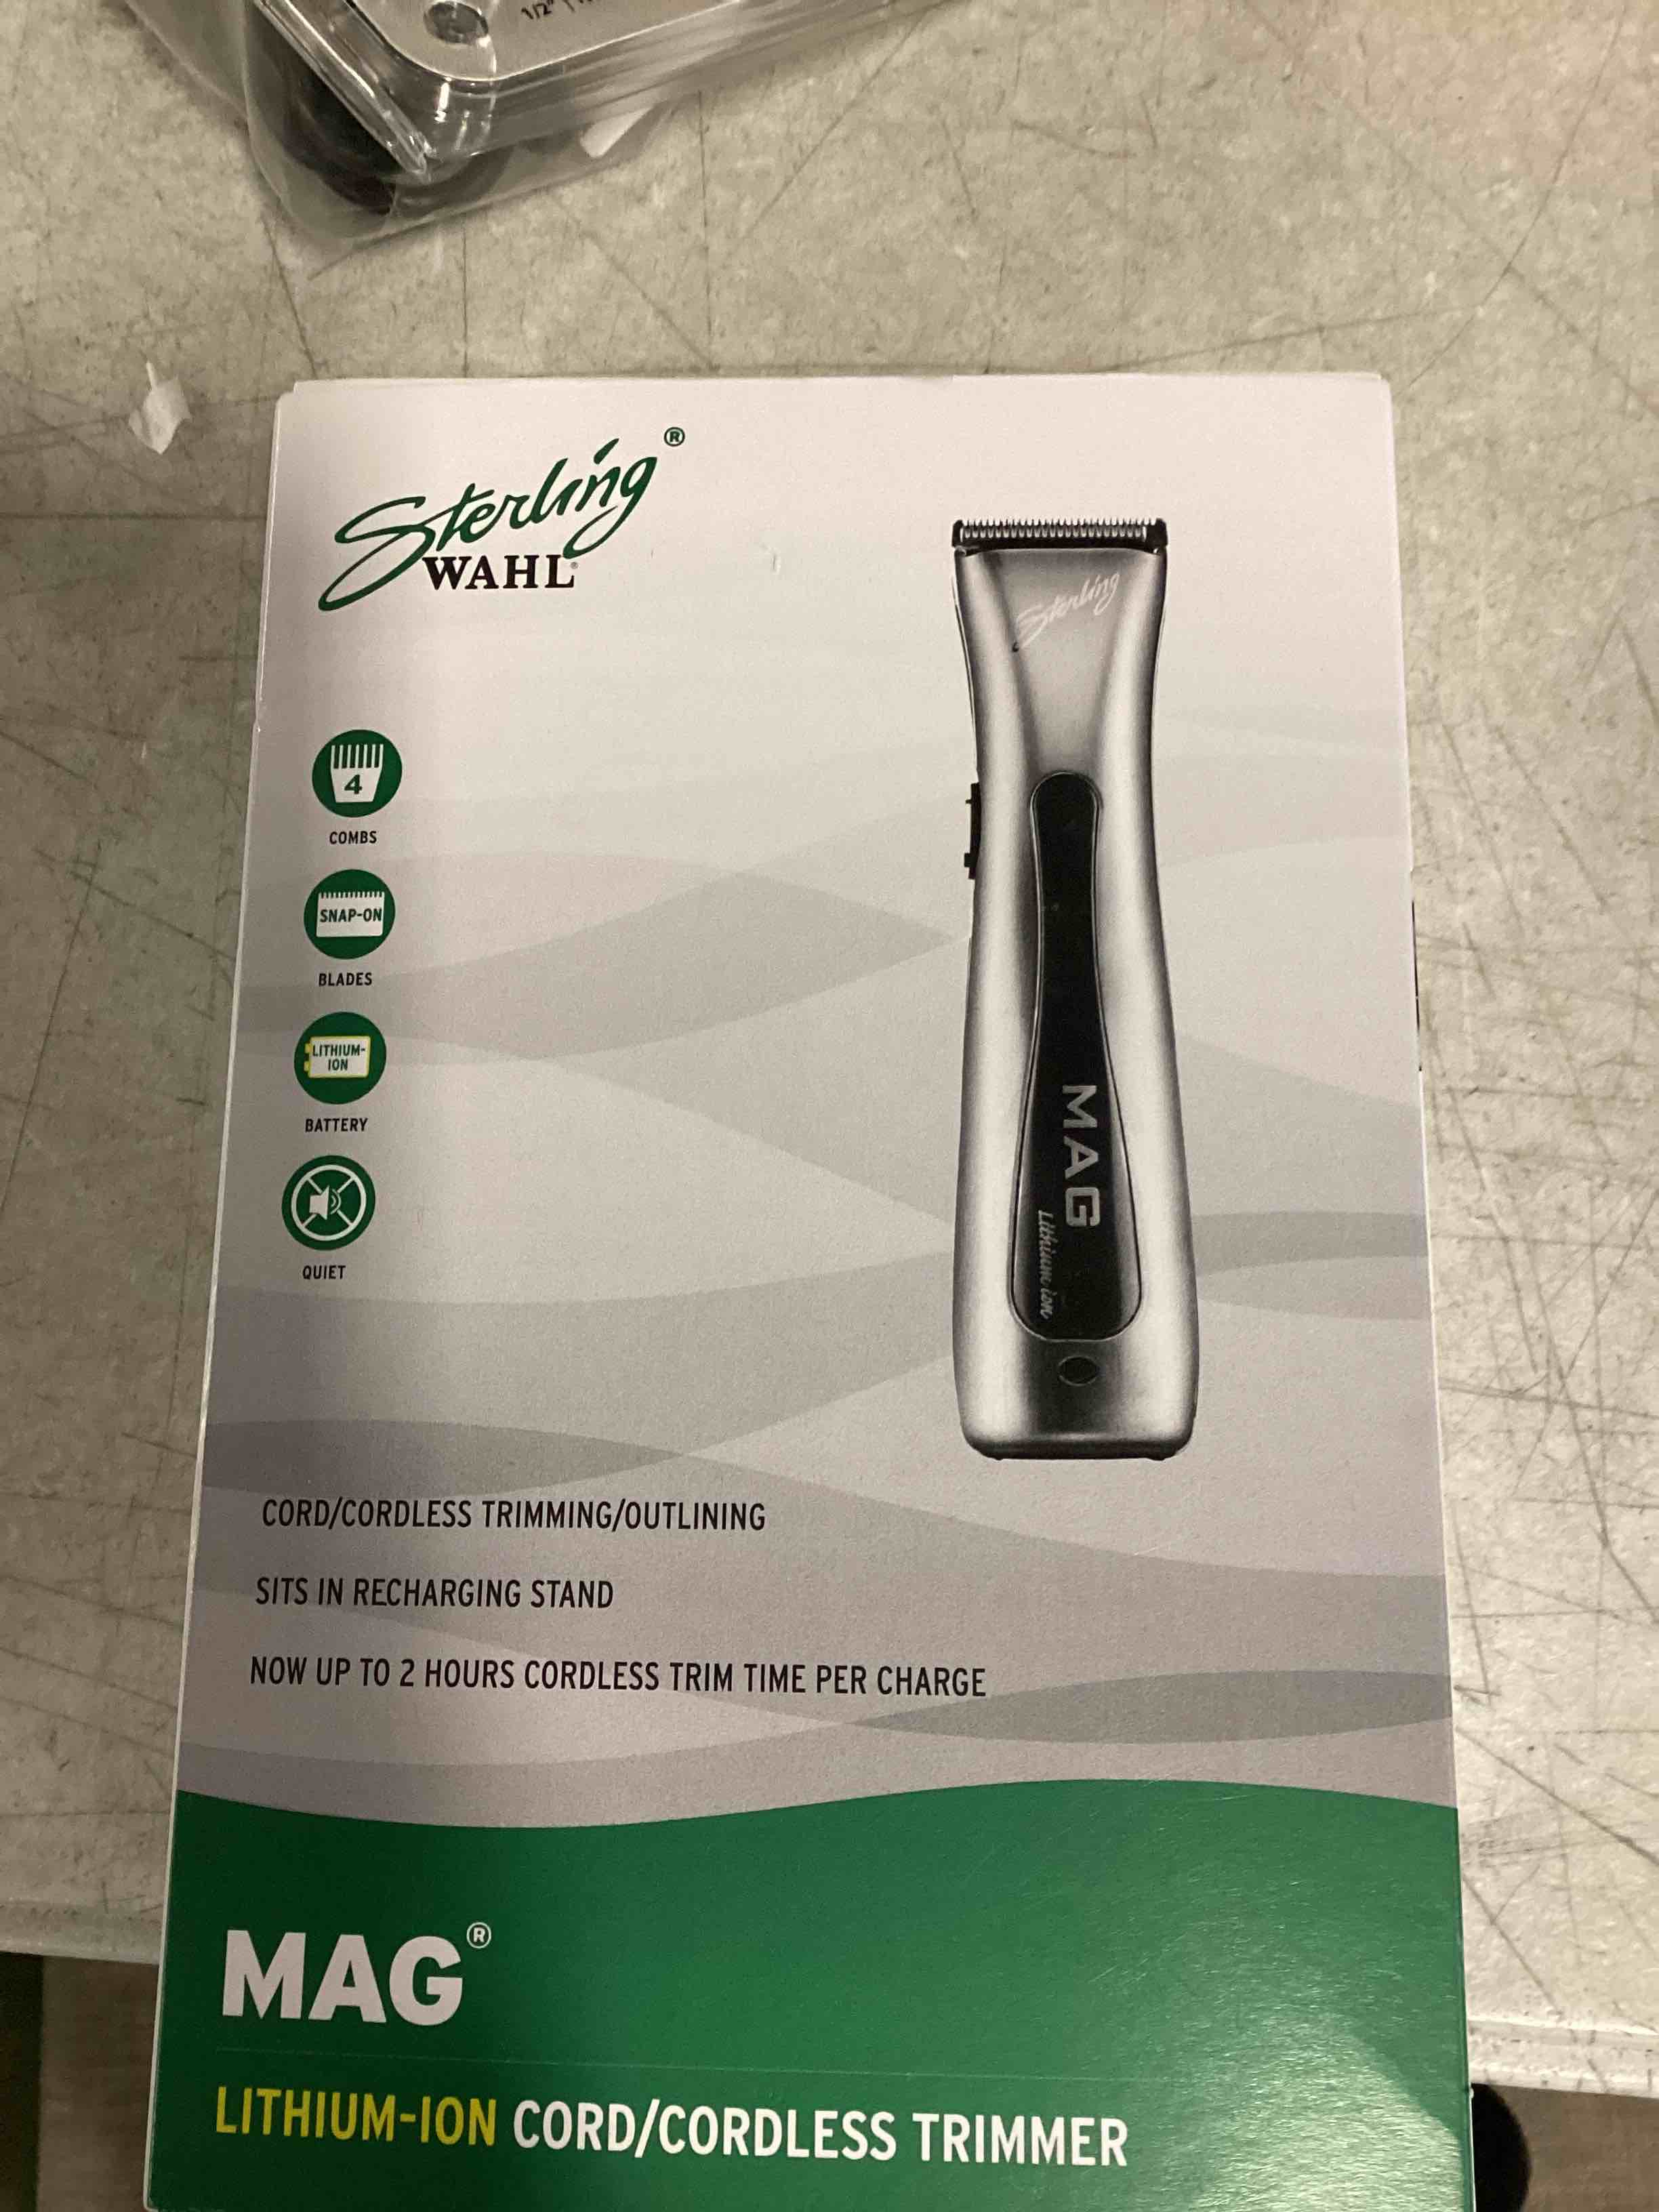 1/2"
Sterling®
WAHL®
Sterling
4
COMBS
SNAP-ON
BLADES
LITHIUM-
ION
BATTERY
QUIET
MAG
Lithium-ion
CORD/CORDLESS TRIMMING/OUTLINING
SITS IN RECHARGING STAND
NOW UP TO 2 HOURS CORDLESS TRIM TIME PER CHARGE
MAG®
LITHIUM-ION CORD/CORDLESS TRIMMER